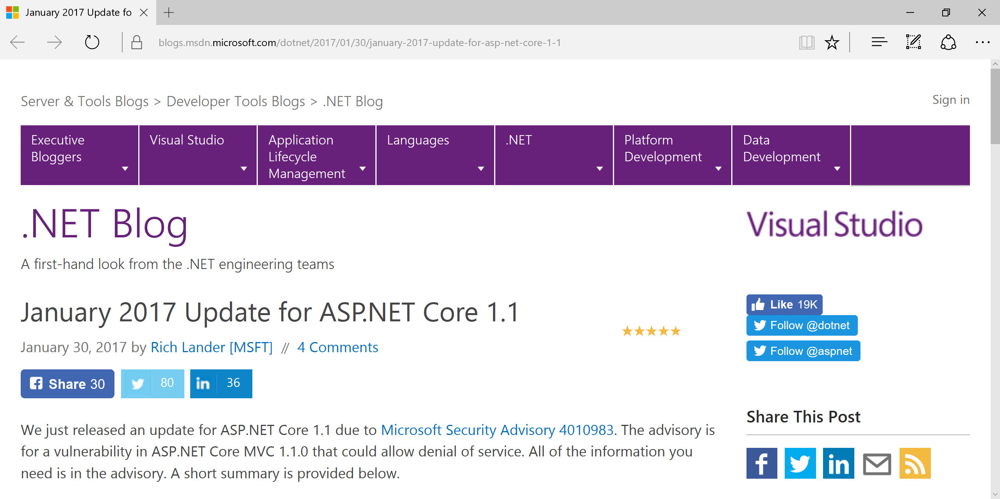 January 2017 Update fo
blogs.msdn.microsoft.com/dotnet/2017/01/30/january-2017-update-for-asp-net-core-1-1
Server & Tools Blogs > Developer Tools Blogs > .NET Blog
Sign in
Executive
Bloggers
Visual Studio
Application
Lifecycle
Management
Languages
.NET
Platform
Development
Data
Development
.NET Blog
Visual Studio
A first-hand look from the .NET engineering teams
January 2017 Update for ASP.NET Core 1.1
January 30, 2017 by Rich Lander [MSFT] // 4 Comments
Share 30
80
in 36
Like 19K
Follow @dotnet
Follow @aspnet
We just released an update for ASP.NET Core 1.1 due to Microsoft Security Advisory 4010983. The advisory is
for a vulnerability in ASP.NET Core MVC 1.1.0 that could allow denial of service. All of the information you
need is in the advisory. A short summary is provided below.
Share This Post
f
in